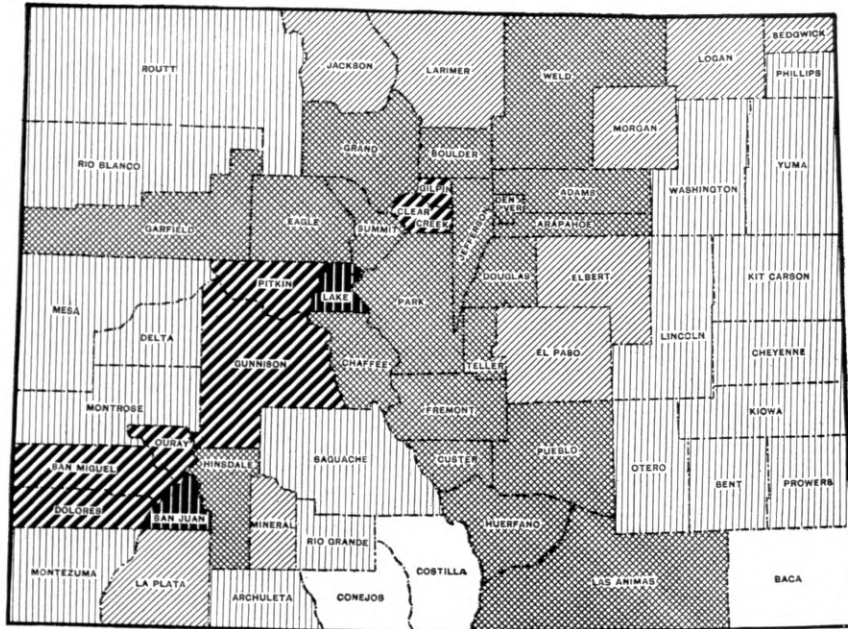 ROUTT
JACKSON
LARIMER
WELD
LOGAN
SEDGWICK
PHILLIPS
MORGAN
RIO BLANCO
GRAND
BOULDER
YUMA
WASHINGTON
GILPIN
ADAMS
DEN
VER
CLEAR
CREEK
ARAPAHOE
GARFIELD
EAGLE
SUMMIT
JEFFERSON
DOUGLAS
ELBERT
KIT CARSON
PITKIN
LAKE
PARK
MESA
DELTA
LINCOLN
CHEYENNE
GUNNISON
CHAFFEE
TELLER
EL PASO
MONTROSE
FREMONT
KIOWA
OURAY
SAN MIGUEL
HINSDALE
SAGUACHE
CUSTER
PUEBLO
OTERO
BENT
PROWERS
DOLORES
SAN JUAN
MINERAL
RIO GRANDE
HUERFANO
COSTILLA
MONTEZUMA
LA PLATA
ARCHULETA
CONEJOS
LAS ANIMAS
BACA